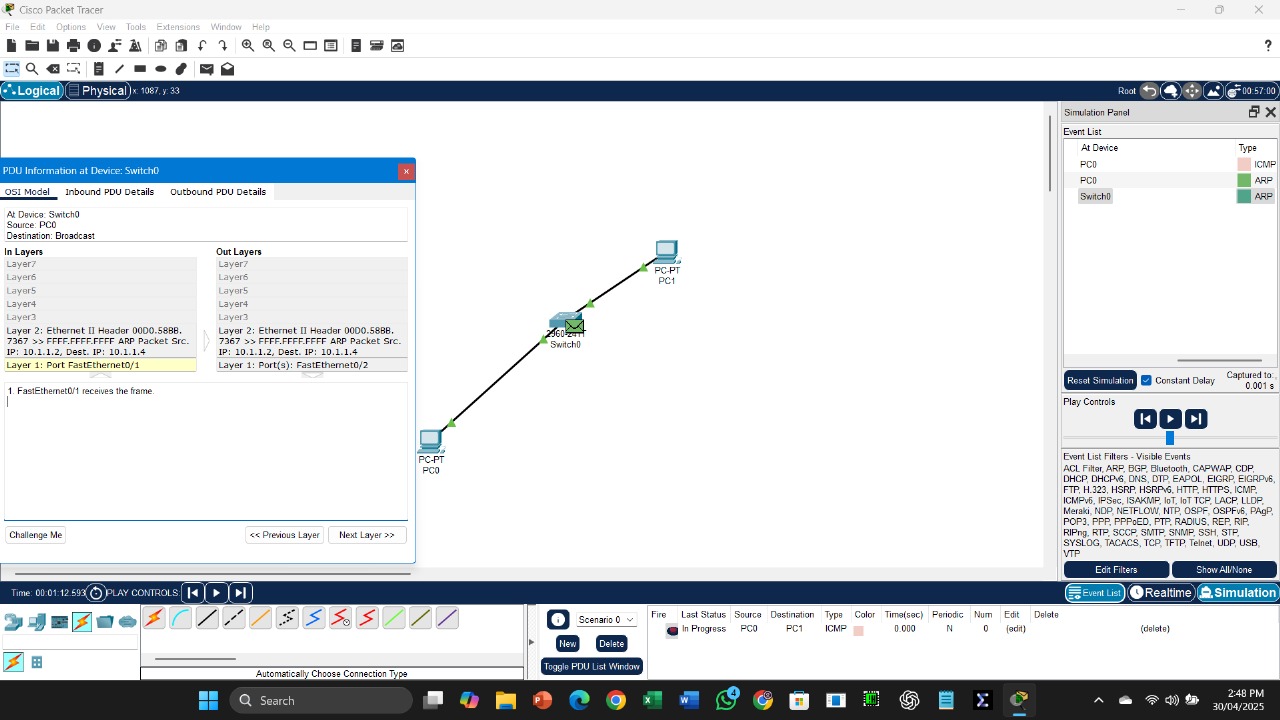 Cisco Packet Tracer
File Edit Options View Tools Extensions Window Help
Logical Physical x: 1087, y: 33
Root 00:57:00
Simulation Panel
Event List
At Device Type
PC0 ICMP
PC0 ARP
Switch0 ARP
Reset Simulation Constant Delay Captured to:
0.001 s
Play Controls
Event List Filters - Visible Events
ACL Filter, ARP, BGP, Bluetooth, CAPWAP, CDP,
DHCP, DHCPv6, DNS, DTP, EAPOL, EIGRP, EIGRPv6,
FTP, H.323, HSRP, HSRPv6, HTTP, HTTPS, ICMP,
ICMPv6, IPSec, ISAKMP, IoT, IoT TCP, LACP, LLDP,
Meraki, NDP, NETFLOW, NTP, OSPF, OSPFv6, PAgP,
POP3, PPP, PPPoED, PTP, RADIUS, REP, RIP,
RIPng, RTP, SCCP, SMTP, SNMP, SSH, STP,
SYSLOG, TACACS, TCP, TFTP, Telnet, UDP, USB,
VTP
Edit Filters Show All/None
Event List Realtime Simulation
PDU Information at Device: Switch0
OSI Model Inbound PDU Details Outbound PDU Details
At Device: Switch0
Source: PC0
Destination: Broadcast
In Layers
Layer7
Layer6
Layer5
Layer4
Layer3
Layer 2: Ethernet II Header 00D0.58BB.
7367 >> FFFF.FFFF.FFFF ARP Packet Src.
IP: 10.1.1.2, Dest. IP: 10.1.1.4
Layer 1: Port FastEthernet0/1
Out Layers
Layer7
Layer6
Layer5
Layer4
Layer3
Layer 2: Ethernet II Header 00D0.58BB.
7367 >> FFFF.FFFF.FFFF ARP Packet Src.
IP: 10.1.1.2, Dest. IP: 10.1.1.4
Layer 1: Port(s): FastEthernet0/2
1. FastEthernet0/1 receives the frame.
Challenge Me << Previous Layer Next Layer >>
PC-PT
PC1
2960-24TT
Switch0
PC-PT
PC0
Time: 00:01:12.593 PLAY CONTROLS:
Automatically Choose Connection Type
Scenario 0
New Delete
Toggle PDU List Window
Fire Last Status Source Destination Type Color Time(sec) Periodic Num Edit Delete
In Progress PC0 PC1 ICMP 0.000 N 0 (edit) (delete)
Search
4
2:48 PM
30/04/2025